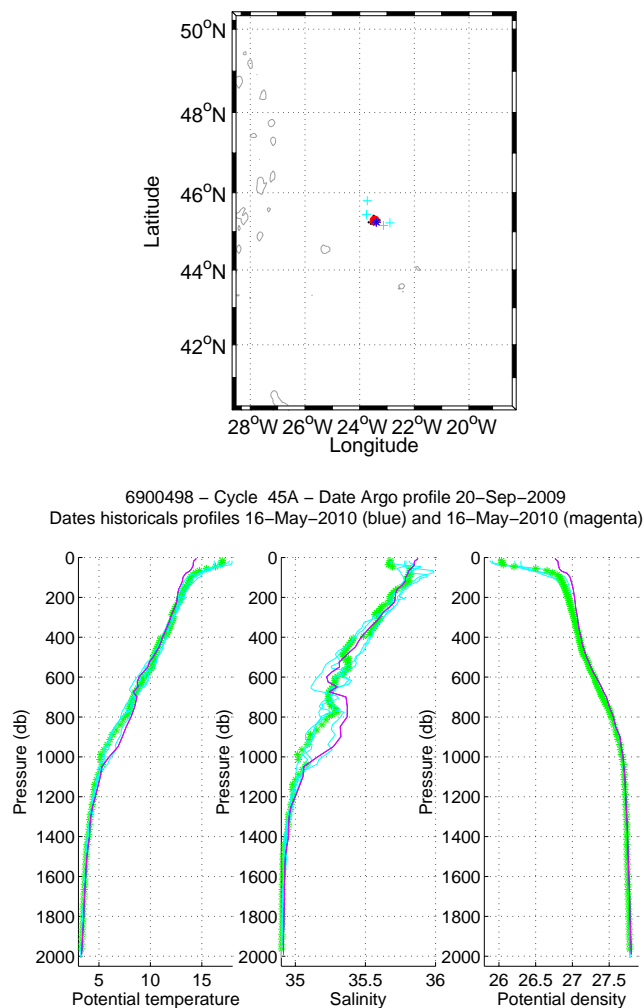 50°N
48°N
46°N
44°N
42°N
Latitude
28°W 26°W 24°W 22°W 20°W
Longitude
6900498 − Cycle 45A − Date Argo profile 20−Sep−2009
Dates historicals profiles 16−May−2010 (blue) and 16−May−2010 (magenta)
0
200
400
600
800
1000
1200
1400
1600
1800
2000
Pressure (db)
5 10 15
Potential temperature
0
200
400
600
800
1000
1200
1400
1600
1800
2000
Pressure (db)
35 35.5 36
Salinity
0
200
400
600
800
1000
1200
1400
1600
1800
2000
Pressure (db)
26 26.5 27 27.5
Potential density